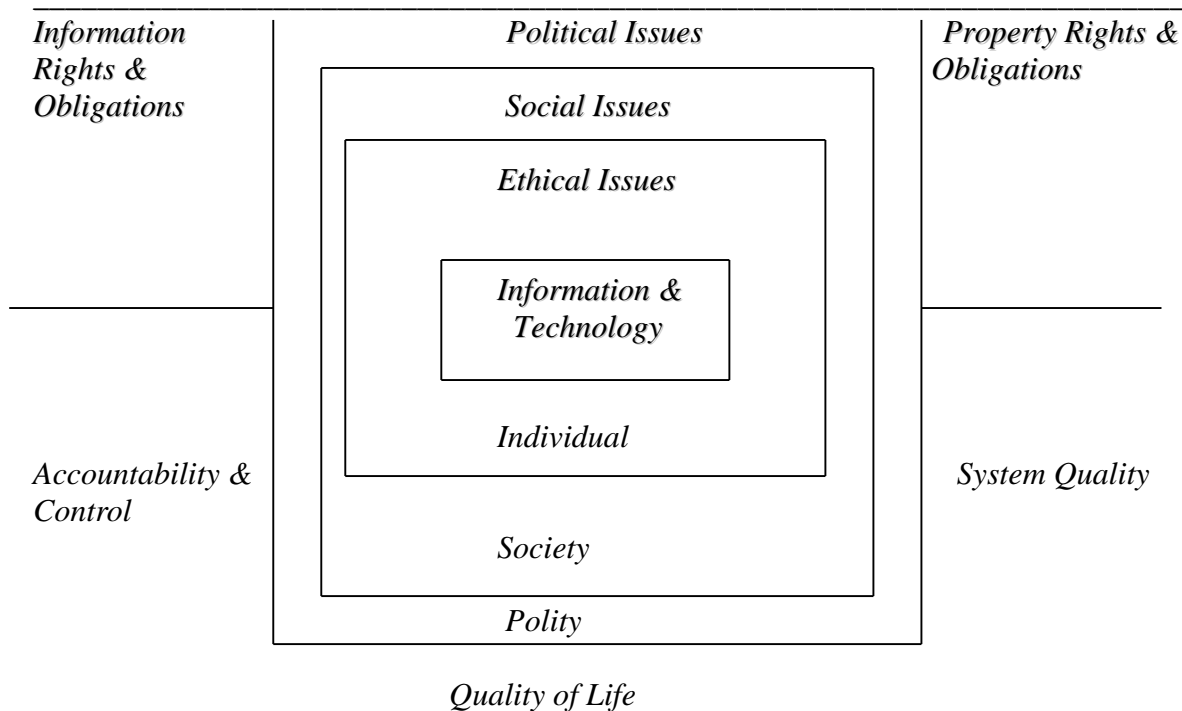 Information
Rights &
Obligations
Political Issues
Property Rights &
Obligations
Social Issues
Ethical Issues
Information &
Technology
Individual
Accountability &
Control
System Quality
Society
Polity
Quality of Life